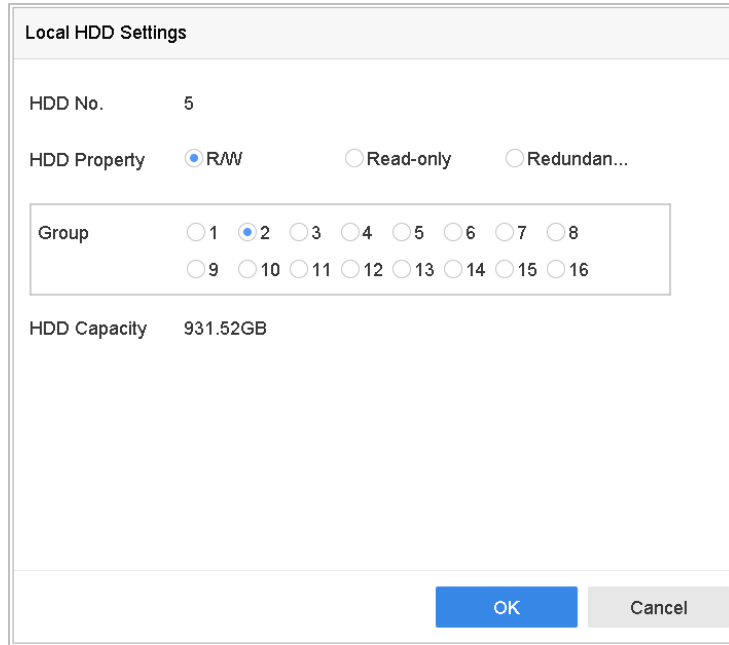 Local HDD Settings
HDD No. 5
HDD Property R/W Read-only Redundan...
Group 1 2 3 4 5 6 7 8
9 10 11 12 13 14 15 16
HDD Capacity 931.52GB
OK Cancel